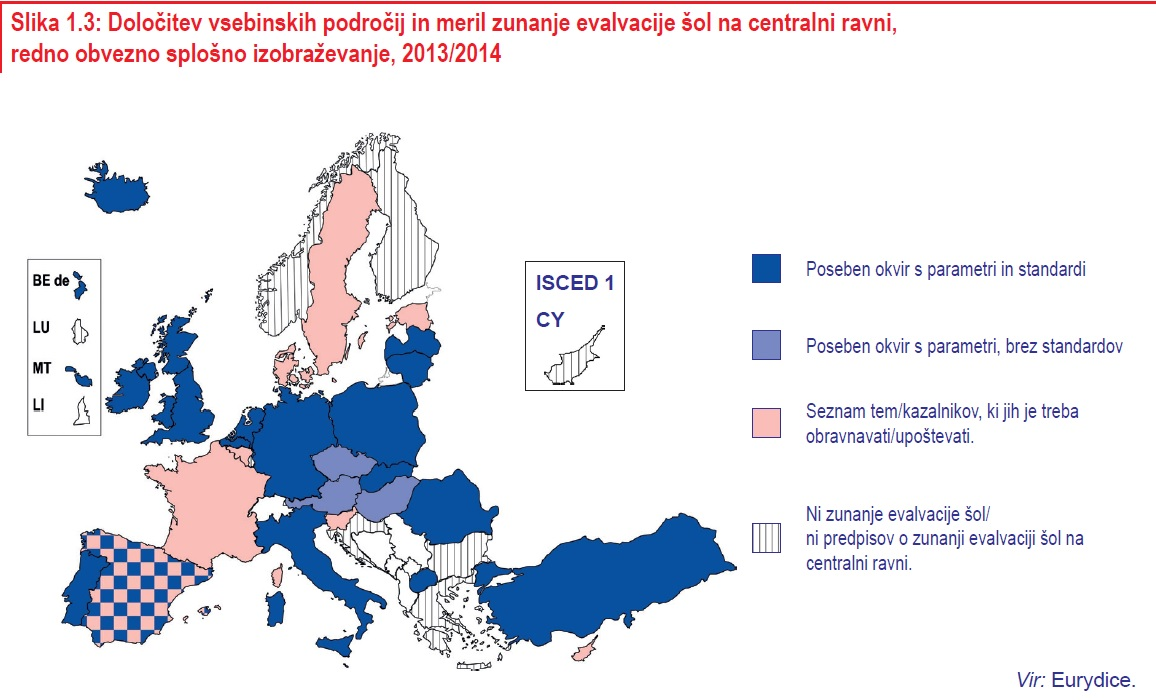 Slika 1.3: Določitev vsebinskih področij in meril zunanje evalvacije šol na centralni ravni,
redno obvezno splošno izobraževanje, 2013/2014
BE de
LU
MT
LI
ISCED 1
CY
Poseben okvir s parametri in standardi
Poseben okvir s parametri, brez standardov
Seznam tem/kazalnikov, ki jih je treba
obravnavati/upoštevati.
Ni zunanje evalvacije šol/
ni predpisov o zunanji evalvaciji šol na
centralni ravni.
Vir: Eurydice.